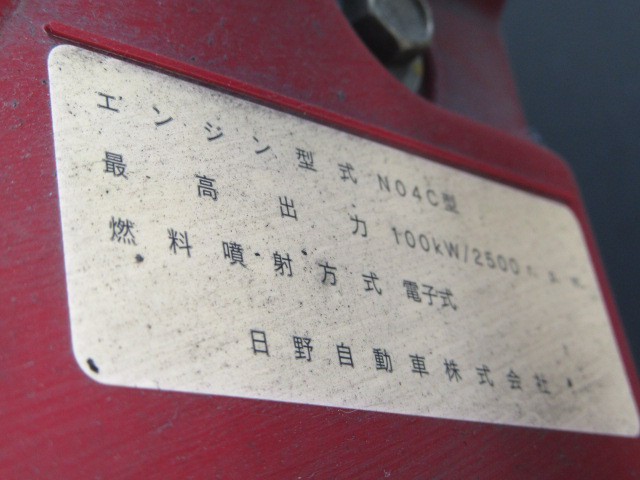 エンジン型式 N04C型
最高出力 100kW/2500r.p.m.
燃料噴射方式 電子式
日野自動車株式会社